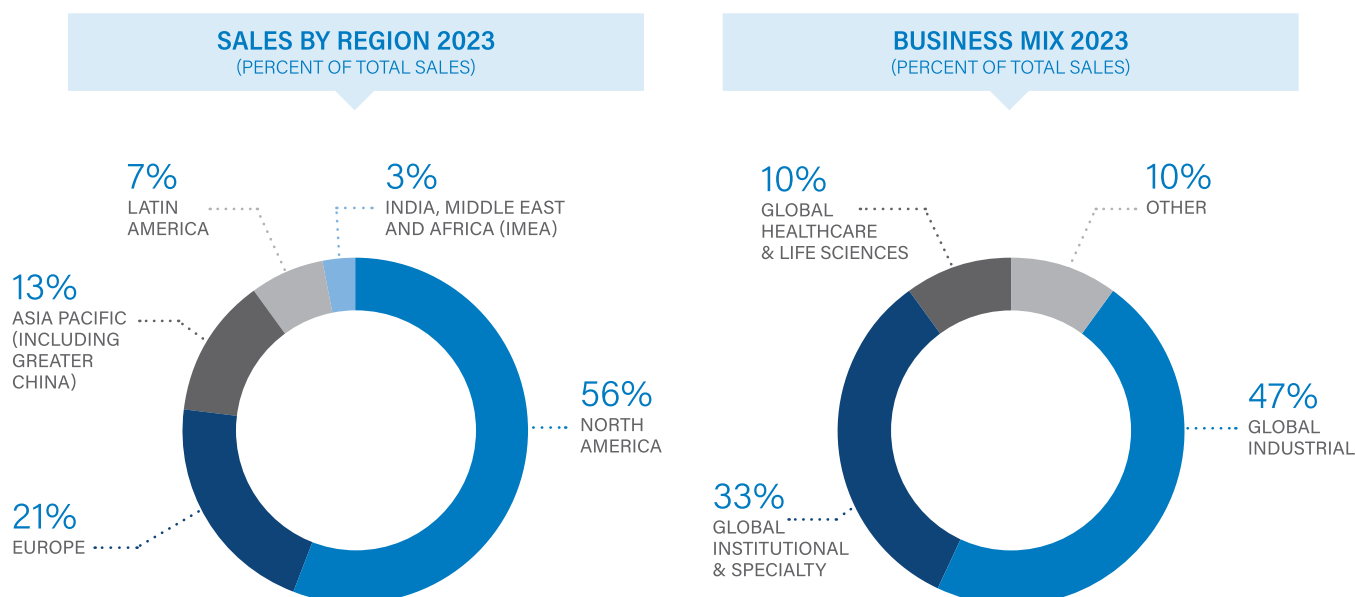 SALES BY REGION 2023
(PERCENT OF TOTAL SALES)
7%
LATIN
AMERICA
3%
INDIA, MIDDLE EAST
AND AFRICA (IMEA)
13%
ASIA PACIFIC
(INCLUDING
GREATER
CHINA)
56%
NORTH
AMERICA
21%
EUROPE
BUSINESS MIX 2023
(PERCENT OF TOTAL SALES)
10%
GLOBAL
HEALTHCARE
& LIFE SCIENCES
10%
OTHER
47%
GLOBAL
INDUSTRIAL
33%
GLOBAL
INSTITUTIONAL
& SPECIALTY